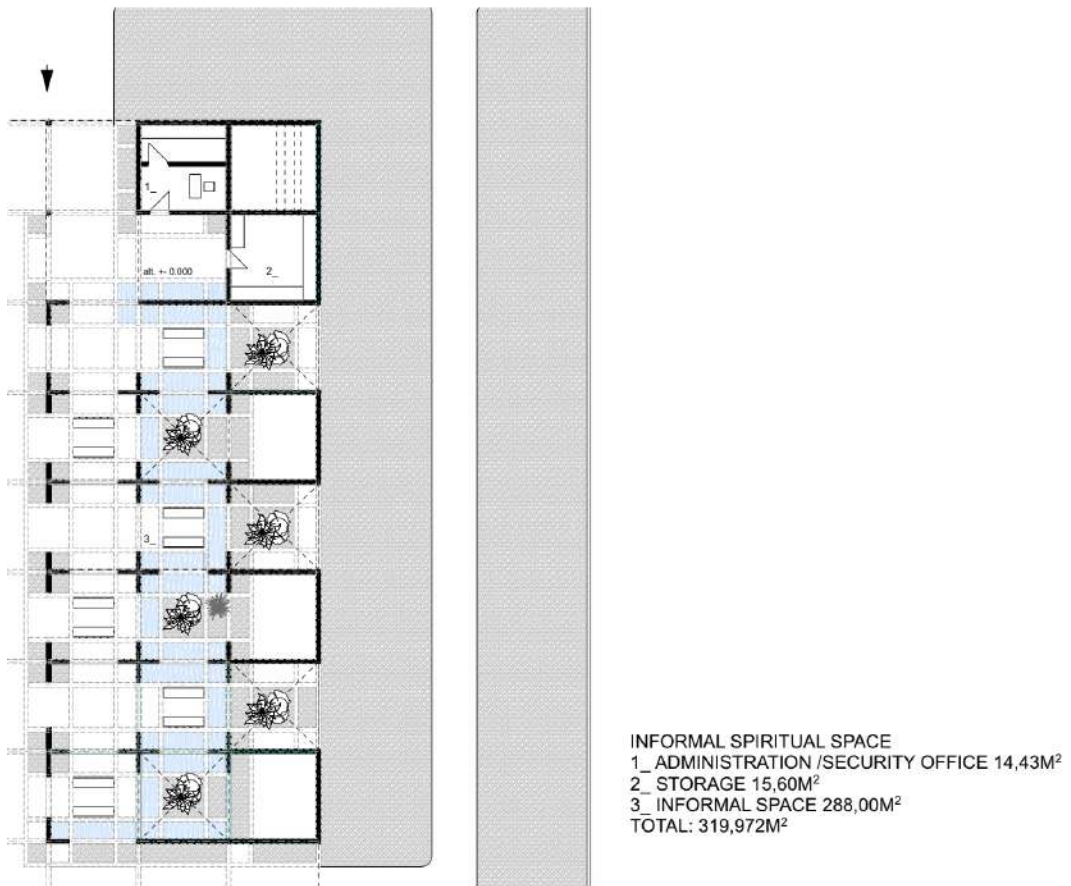 1_
alt. +- 0.000
2_
3_
INFORMAL SPIRITUAL SPACE
1_ ADMINISTRATION /SECURITY OFFICE 14,43M²
2_ STORAGE 15,60M²
3_ INFORMAL SPACE 288,00M²
TOTAL: 319,972M²